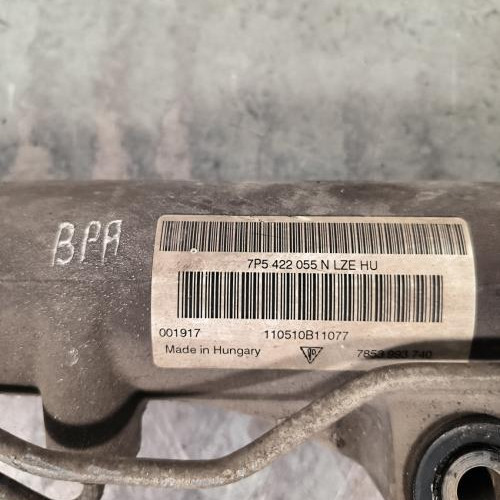 BPA
7P5 422 055 N LZE HU
001917 110510B11077
Made in Hungary 7853 993 740